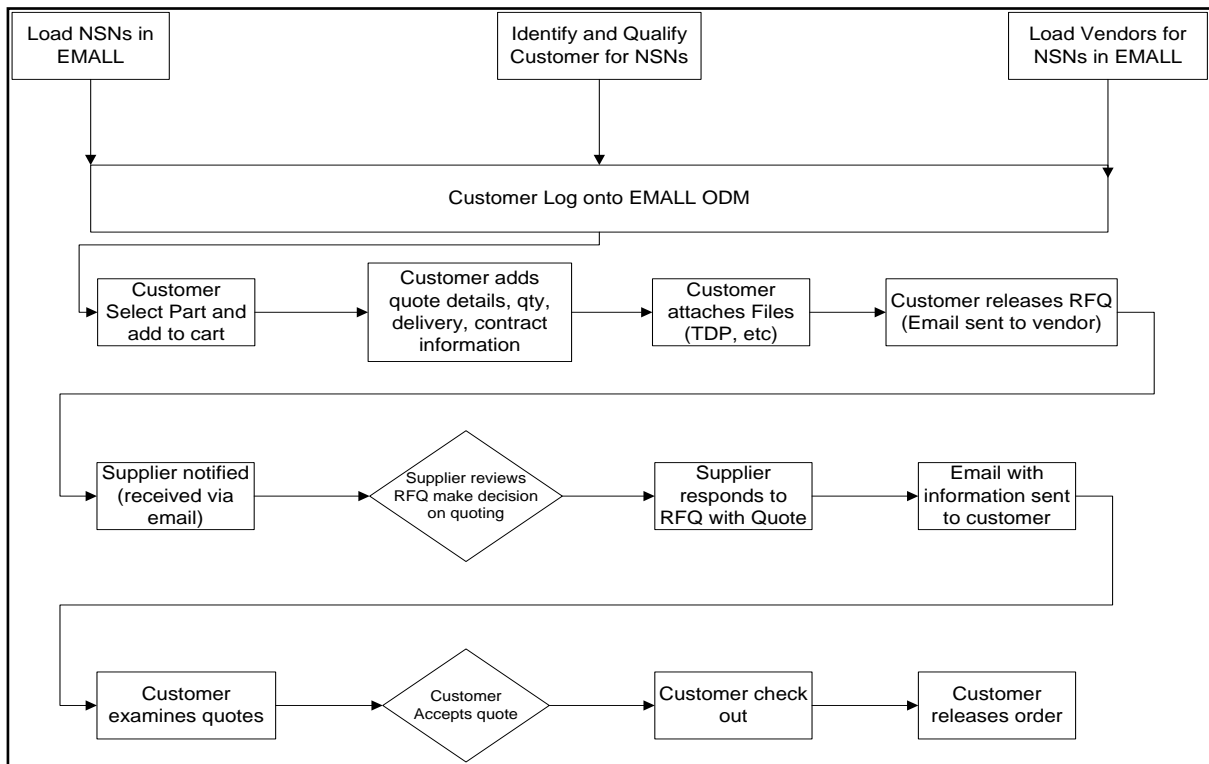 Load NSNs in
EMALL
Identify and Qualify
Customer for NSNs
Load Vendors for
NSNs in EMALL
Customer Log onto EMALL ODM
Customer
Select Part and
add to cart
Customer adds
quote details, qty,
delivery, contract
information
Customer
attaches Files
(TDP, etc)
Customer releases RFQ
(Email sent to vendor)
Supplier notified
(received via
email)
Supplier reviews
RFQ make decision
on quoting
Supplier
responds to
RFQ with Quote
Email with
information sent
to customer
Customer
examines quotes
Customer
Accepts quote
Customer check
out
Customer
releases order